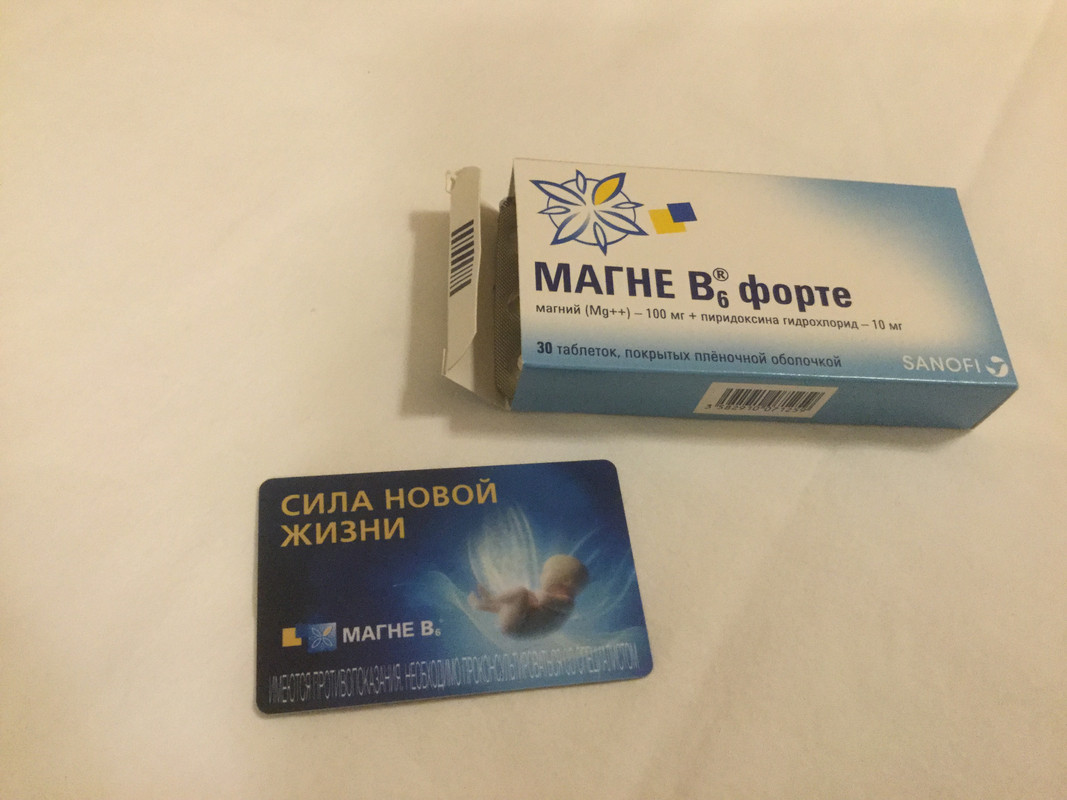 МАГНЕ B6® форте
магний (Mg++) – 100 мг + пиридоксина гидрохлорид – 10 мг
30 таблеток, покрытых плёночной оболочкой
SANOFI
СИЛА НОВОЙ
ЖИЗНИ
МАГНЕ B6
ИМЕЮТСЯ ПРОТИВОПОКАЗАНИЯ. НЕОБХОДИМО ПРОКОНСУЛЬТИРОВАТЬСЯ СО СПЕЦИАЛИСТОМ